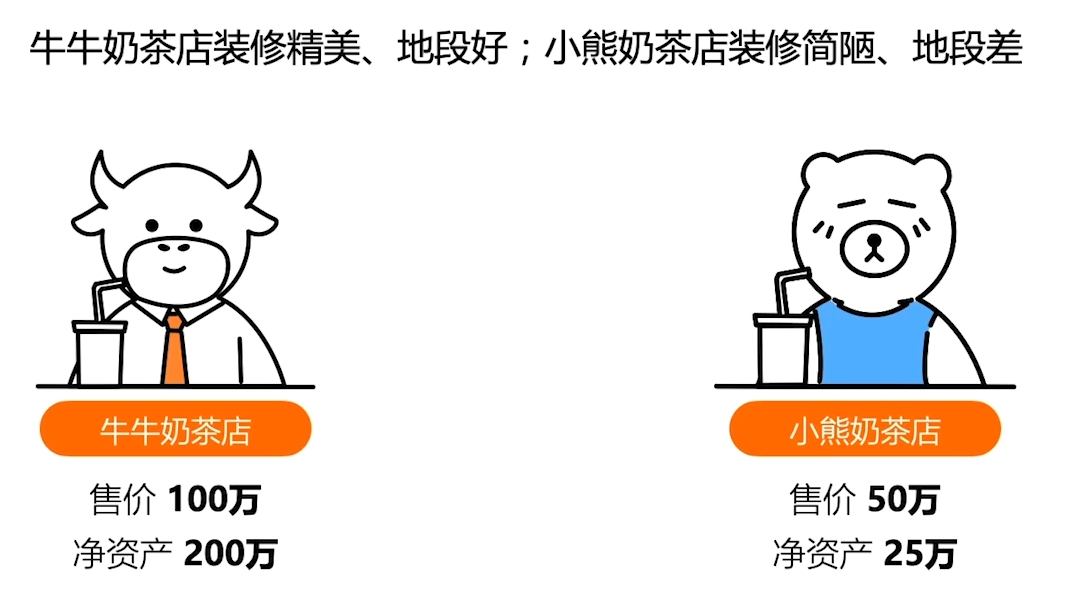 牛牛奶茶店装修精美、地段好；小熊奶茶店装修简陋、地段差
牛牛奶茶店
小熊奶茶店
售价 100万
售价 50万
净资产 200万
净资产 25万